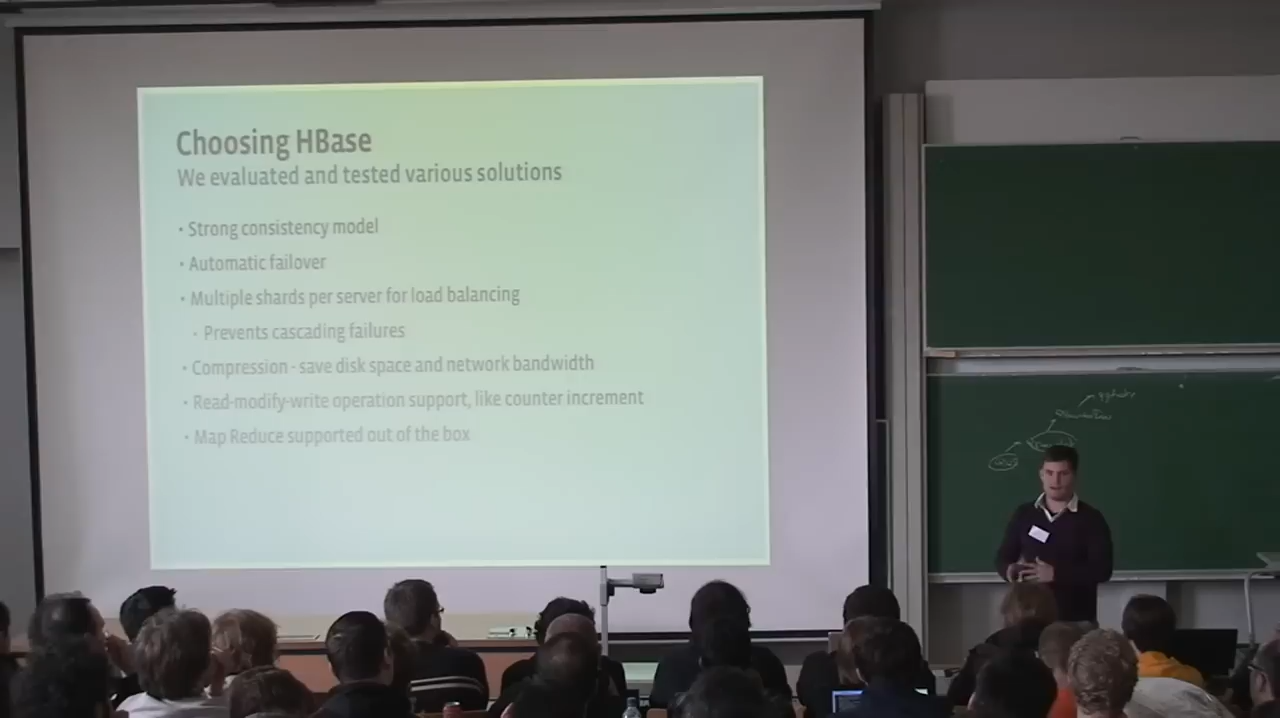 Choosing HBase
We evaluated and tested various solutions
• Strong consistency model
• Automatic failover
• Multiple shards per server for load balancing
• Prevents cascading failures
• Compression - save disk space and network bandwidth
• Read-modify-write operation support, like counter increment
• Map Reduce supported out of the box